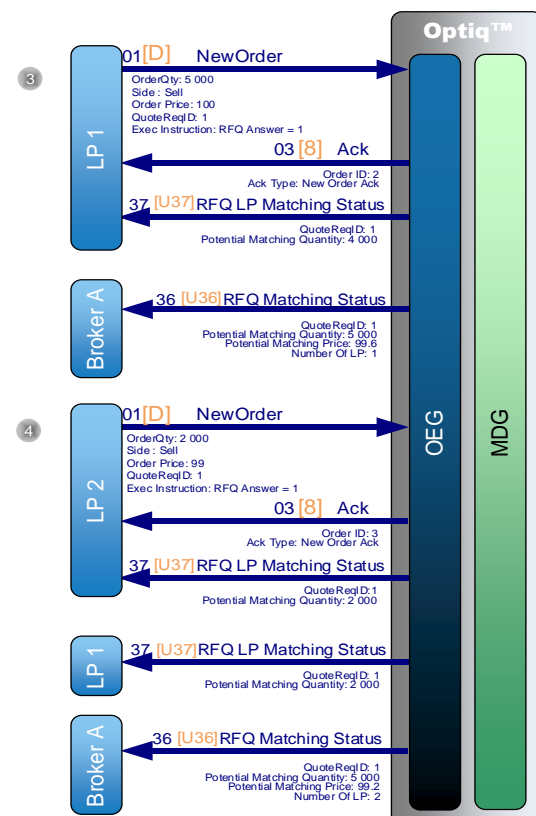 Optiq™
3
01[D] NewOrder
OrderQty: 5 000
Side : Sell
Order Price: 100
QuoteReqID: 1
Exec Instruction: RFQ Answer = 1
LP 1
03 [8] Ack
Order ID: 2
Ack Type: New Order Ack
37 [U37]RFQ LP Matching Status
QuoteReqID: 1
Potential Matching Quantity: 4 000
Broker A
36 [U36]RFQ Matching Status
QuoteReqID: 1
Potential Matching Quantity: 5 000
Potential Matching Price: 99.6
Number Of LP: 1
OEG
MDG
4
01[D] NewOrder
OrderQty: 2 000
Side : Sell
Order Price: 99
QuoteReqID: 1
Exec Instruction: RFQ Answer = 1
LP 2
03 [8] Ack
Order ID: 3
Ack Type: New Order Ack
37 [U37]RFQ LP Matching Status
QuoteReqID:1
Potential Matching Quantity: 2 000
LP 1
37 [U37]RFQ LP Matching Status
QuoteReqID: 1
Potential Matching Quantity: 2 000
Broker A
36 [U36]RFQ Matching Status
QuoteReqID: 1
Potential Matching Quantity: 5 000
Potential Matching Price: 99.2
Number Of LP: 2